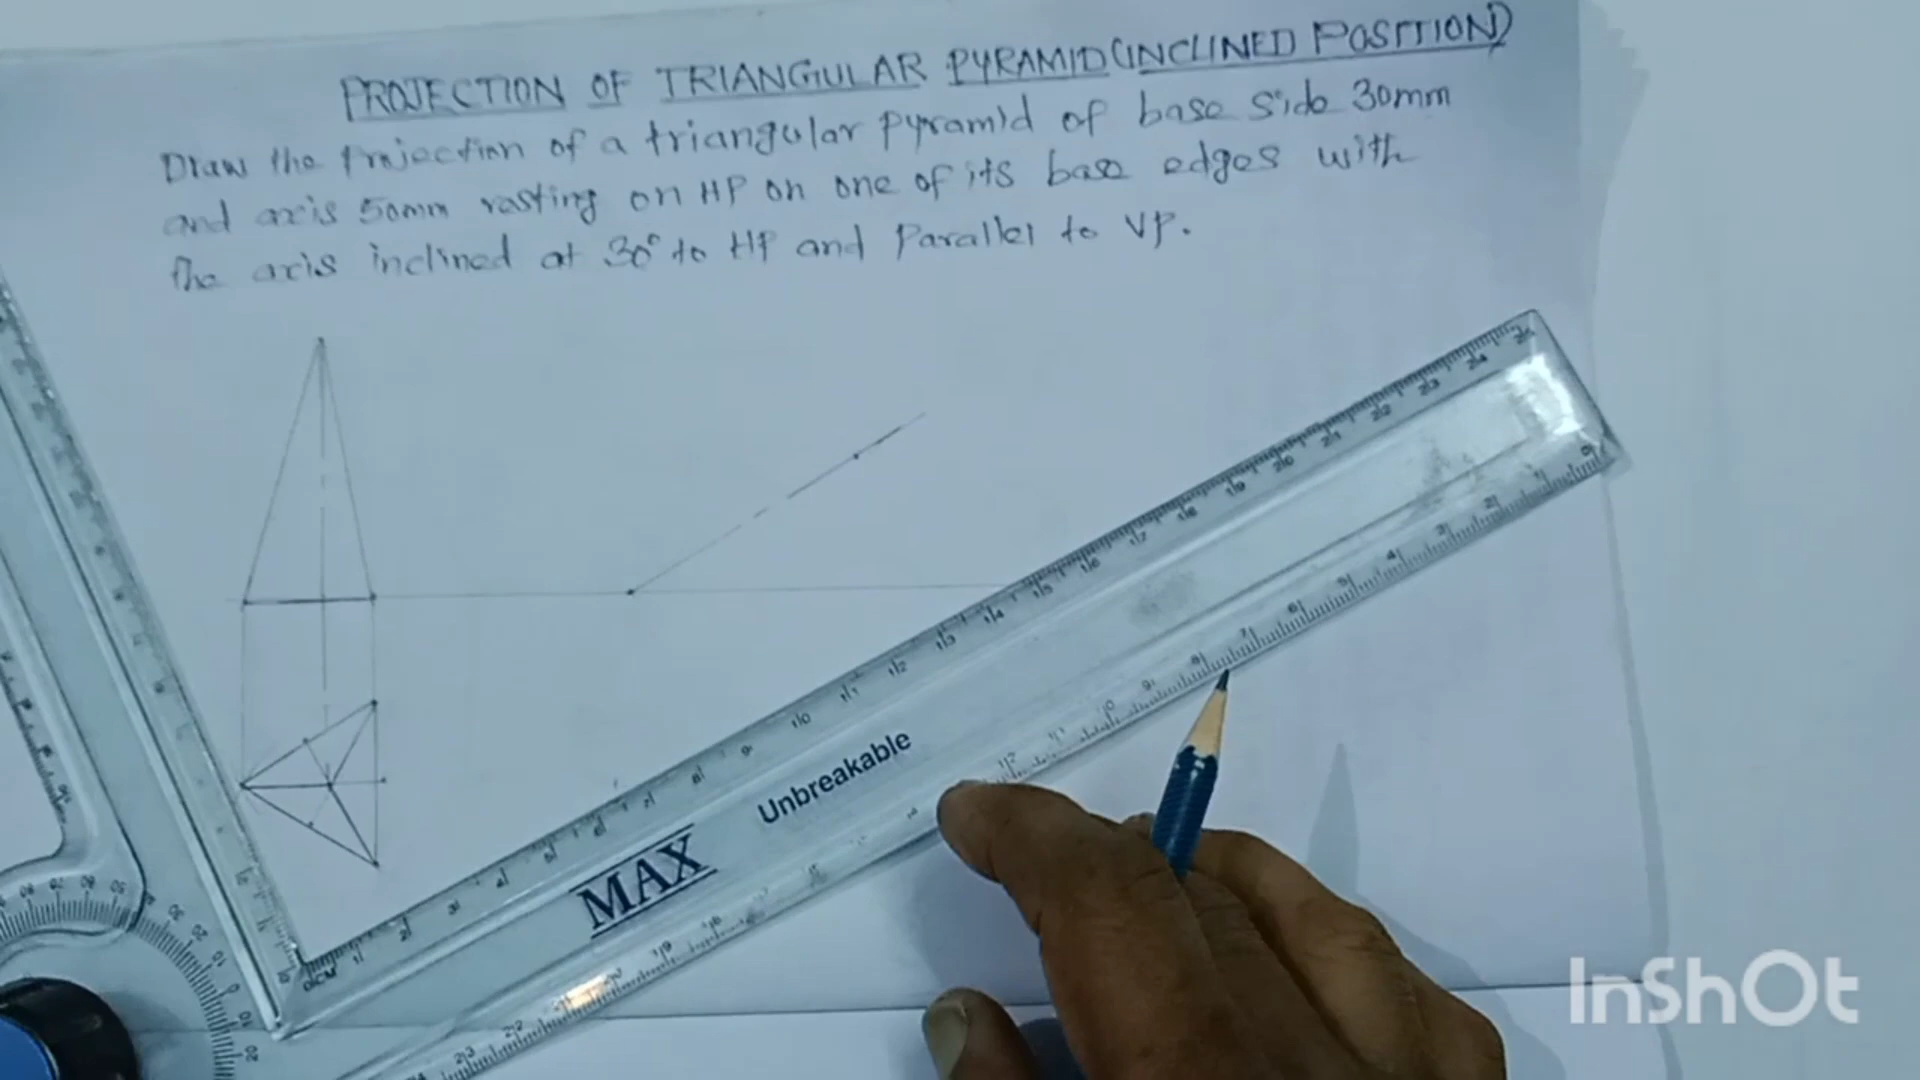 PROJECTION OF TRIANGULAR PYRAMID (INCLINED POSITION)
Draw the projection of a triangular pyramid of base side 30mm
and axis 50mm resting on HP on one of its base edges with
the axis inclined at 30° to HP and Parallel to VP.
Unbreakable
MAX
InShOt